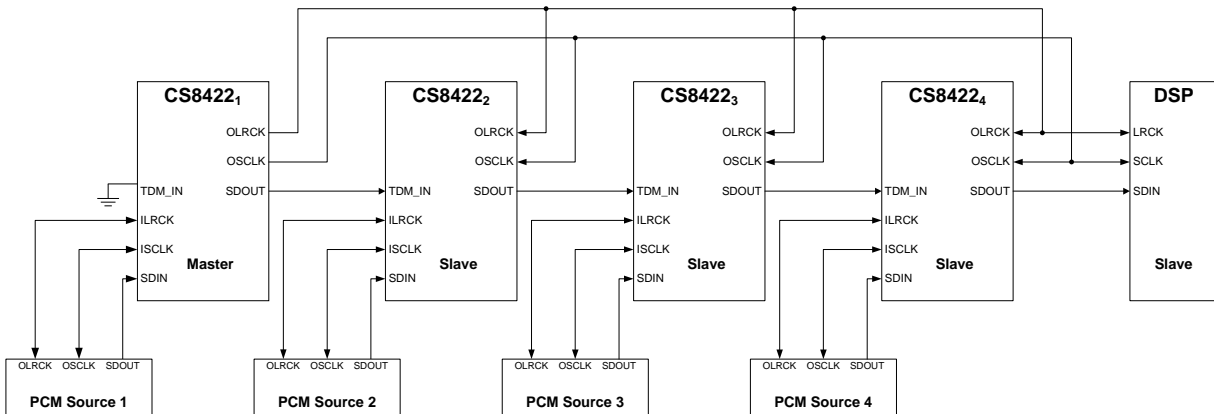 CS8422₁
CS8422₂
CS8422₃
CS8422₄
DSP
OLRCK
OLRCK
OLRCK
OLRCK
LRCK
OSCLK
OSCLK
OSCLK
OSCLK
SCLK
TDM_IN
SDOUT
TDM_IN
SDOUT
TDM_IN
SDOUT
TDM_IN
SDOUT
SDIN
ILRCK
ILRCK
ILRCK
ILRCK
ISCLK
ISCLK
ISCLK
ISCLK
Master
Slave
Slave
Slave
Slave
SDIN
SDIN
SDIN
SDIN
OLRCK OSCLK SDOUT
OLRCK OSCLK SDOUT
OLRCK OSCLK SDOUT
OLRCK OSCLK SDOUT
PCM Source 1
PCM Source 2
PCM Source 3
PCM Source 4